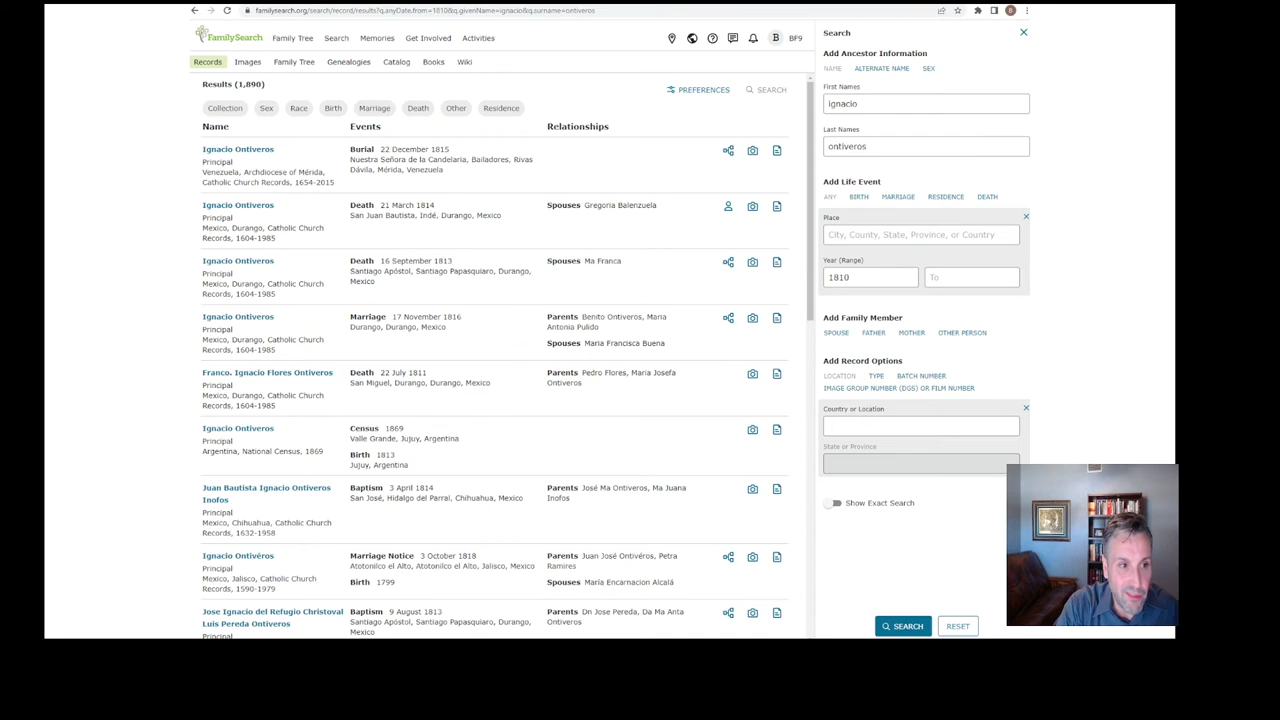 familysearch.org/search/record/results?q.anyDate.from=1810&q.givenName=ignacio&q.surname=ontiveros
FamilySearch Family Tree Search Memories Get Involved Activities B BF9
Records Images Family Tree Genealogies Catalog Books Wiki
Results (1,890)
PREFERENCES SEARCH
Collection Sex Race Birth Marriage Death Other Residence
Name Events Relationships
Ignacio Ontiveros
Principal
Venezuela, Archdiocese of Mérida,
Catholic Church Records, 1654-2015
Burial 22 December 1815
Nuestra Señora de la Candelaria, Bailadores, Rivas
Dávila, Mérida, Venezuela
Ignacio Ontiveros
Principal
Mexico, Durango, Catholic Church
Records, 1604-1985
Death 21 March 1814
San Juan Bautista, Indé, Durango, Mexico
Spouses Gregoria Balenzuela
Ignacio Ontiveros
Principal
Mexico, Durango, Catholic Church
Records, 1604-1985
Death 16 September 1813
Santiago Apóstol, Santiago Papasquiaro, Durango,
Mexico
Spouses Ma Franca
Ignacio Ontiveros
Principal
Mexico, Durango, Catholic Church
Records, 1604-1985
Marriage 17 November 1816
Durango, Durango, Mexico
Parents Benito Ontiveros, Maria
Antonia Pulido
Spouses Maria Francisca Buena
Franco. Ignacio Flores Ontiveros
Principal
Mexico, Durango, Catholic Church
Records, 1604-1985
Death 22 July 1811
San Miguel, Durango, Durango, Mexico
Parents Pedro Flores, Maria Josefa
Ontiveros
Ignacio Ontiveros
Principal
Argentina, National Census, 1869
Census 1869
Valle Grande, Jujuy, Argentina
Birth 1813
Jujuy, Argentina
Juan Bautista Ignacio Ontiveros
Inofos
Principal
Mexico, Chihuahua, Catholic Church
Records, 1632-1958
Baptism 3 April 1814
San José, Hidalgo del Parral, Chihuahua, Mexico
Parents José Ma Ontivers, Ma Juana
Inofos
Ignacio Ontivéros
Principal
Mexico, Jalisco, Catholic Church
Records, 1590-1979
Marriage Notice 3 October 1818
Atotonilco el Alto, Atotonilco el Alto, Jalisco, Mexico
Birth 1799
Parents Juan José Ontivéros, Petra
Ramires
Spouses María Encarnacion Alcalá
Jose Ignacio del Refugio Christoval
Luis Pereda Ontiveros
Principal
Baptism 9 August 1813
Santiago Apóstol, Santiago Papasquiaro, Durango,
Mexico
Parents Dn Jose Pereda, Da Ma Anta
Ontiveros
Search
Add Ancestor Information
NAME ALTERNATE NAME SEX
First Names
ignacio
Last Names
ontiveros
Add Life Event
ANY BIRTH MARRIAGE RESIDENCE DEATH
Place
City, County, State, Province, or Country
Year (Range)
1810 To
Add Family Member
SPOUSE FATHER MOTHER OTHER PERSON
Add Record Options
LOCATION TYPE BATCH NUMBER
IMAGE GROUP NUMBER (DGS) OR FILM NUMBER
Country or Location
State or Province
Show Exact Search
SEARCH RESET